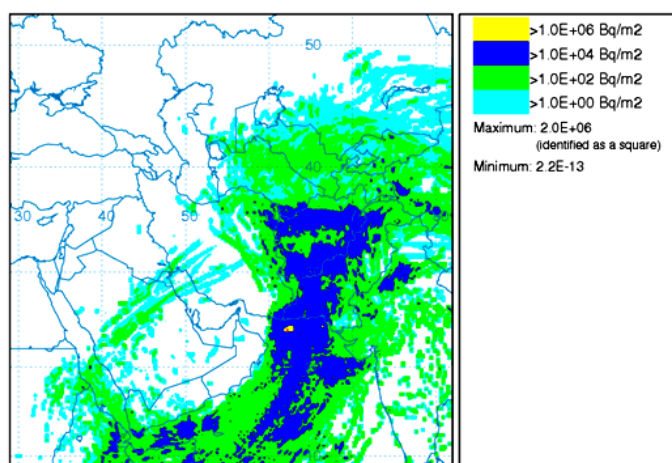 50
40
30
40
50
>1.0E+06 Bq/m2
>1.0E+04 Bq/m2
>1.0E+02 Bq/m2
>1.0E+00 Bq/m2
Maximum: 2.0E+06
(identified as a square)
Minimum: 2.2E-13